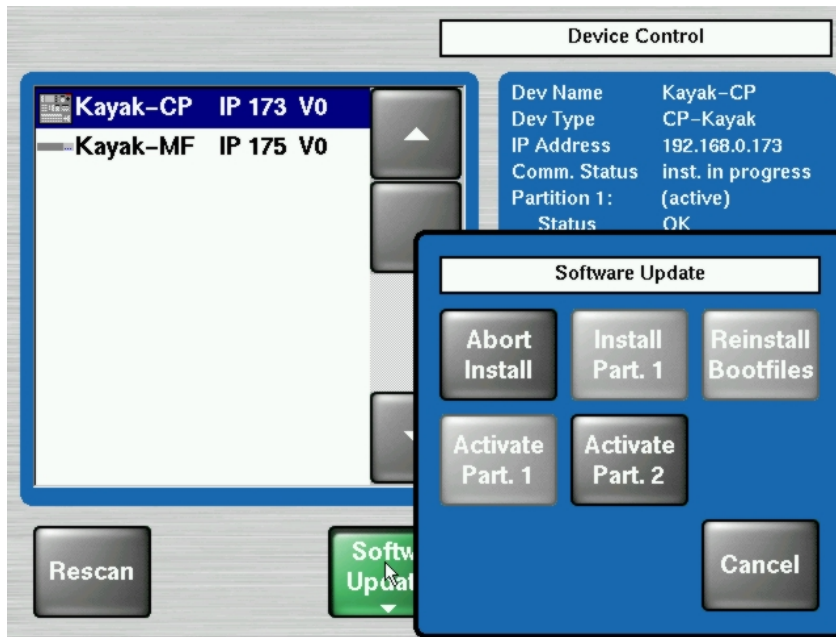 Device Control
Kayak-CP IP 173 V0
Kayak-MF IP 175 V0
Dev Name Kayak-CP
Dev Type CP-Kayak
IP Address 192.168.0.173
Comm. Status inst. in progress
Partition 1: (active)
Status OK
Software Update
Abort
Install
Install
Part. 1
Reinstall
Bootfiles
Activate
Part. 1
Activate
Part. 2
Cancel
Rescan
Softw
Updat